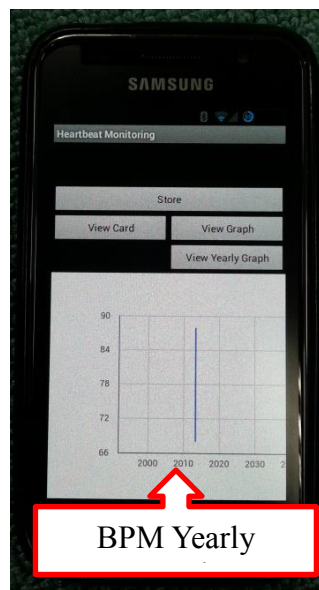 SAMSUNG
Heartbeat Monitoring
Store
View Card View Graph
View Yearly Graph
90
84
78
72
66
2000 2010 2020 2030 2
BPM Yearly